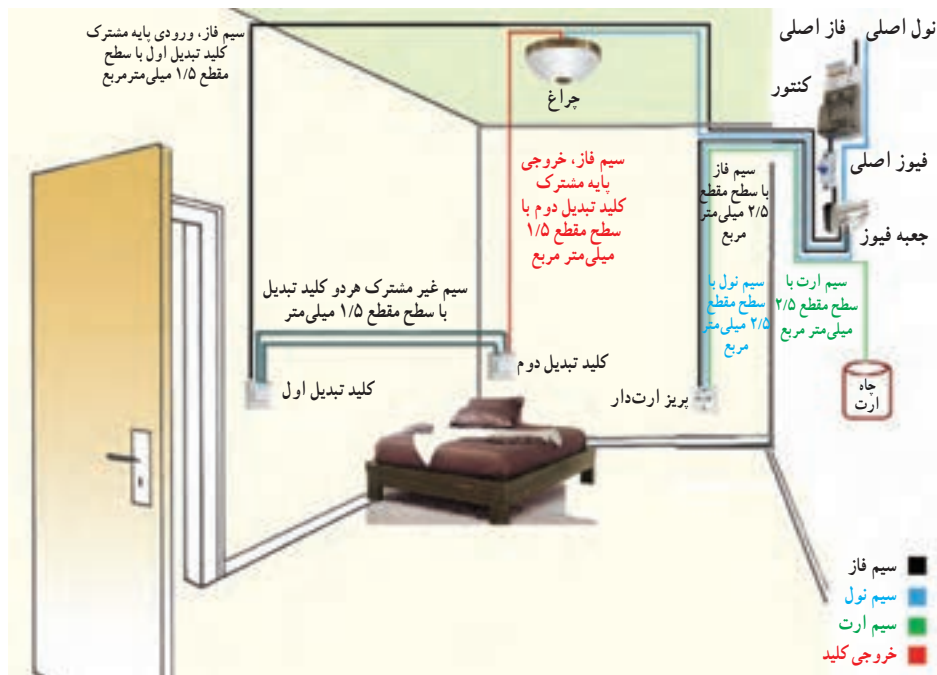 نول اصلی
فاز اصلی
کنتور
فیوز اصلی
جعبه فیوز
سیم فاز، ورودی پایه مشترک
کلید تبدیل اول با سطح
مقطع ۱/۵ میلی‌مترمربع
چراغ
سیم فاز، خروجی
پایه مشترک
کلید تبدیل دوم با
سطح مقطع ۱/۵
میلی‌متر مربع
سیم فاز
با سطح مقطع
۲/۵ میلی‌متر
مربع
سیم نول با
سطح مقطع
۲/۵ میلی‌متر
مربع
سیم ارت با
سطح مقطع ۲/۵
میلی‌متر مربع
چاه
ارت
سیم غیر مشترک هردو کلید تبدیل
با سطح مقطع ۱/۵ میلی‌متر
کلید تبدیل دوم
کلید تبدیل اول
پریز ارت‌دار
سیم فاز
سیم نول
سیم ارت
خروجی کلید